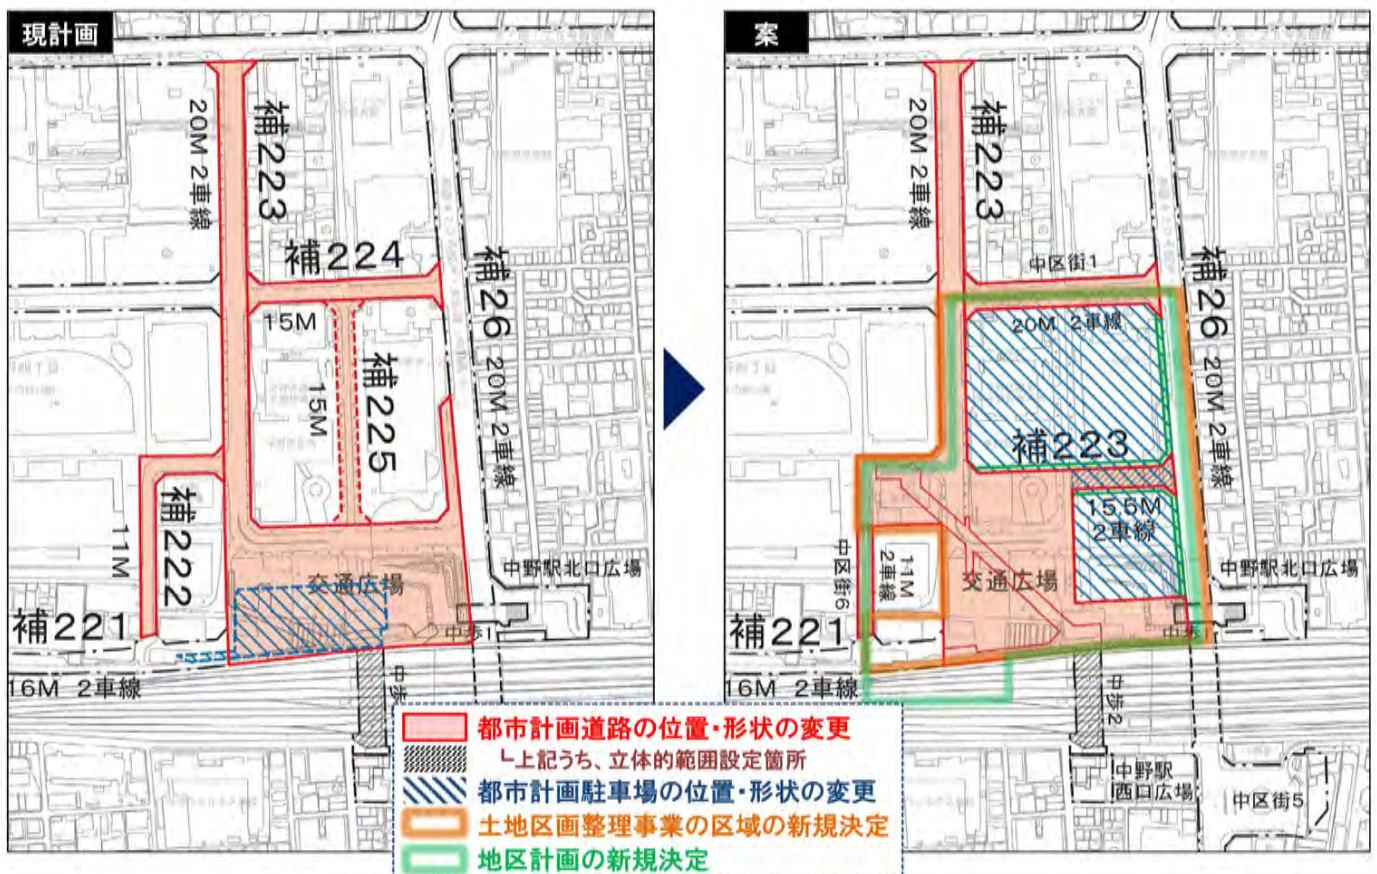 現計画
20M 2車線
補223
補224
15M
15M
補225
補26
20M 2車線
補222
11M
交通広場
中野駅北口広場
補221
中歩1
16M 2車線
中歩
案
20M 2車線
補223
中区街1
補26
20M 2車線
20M 2車線
補223
15.5M
2車線
中区街6
11M
2車線
交通広場
中野駅北口広場
補221
中歩
16M 2車線
中歩2
中野駅
西口広場
中区街5
都市計画道路の位置・形状の変更
┗上記うち、立体的範囲設定箇所
都市計画駐車場の位置・形状の変更
土地区画整理事業の区域の新規決定
地区計画の新規決定